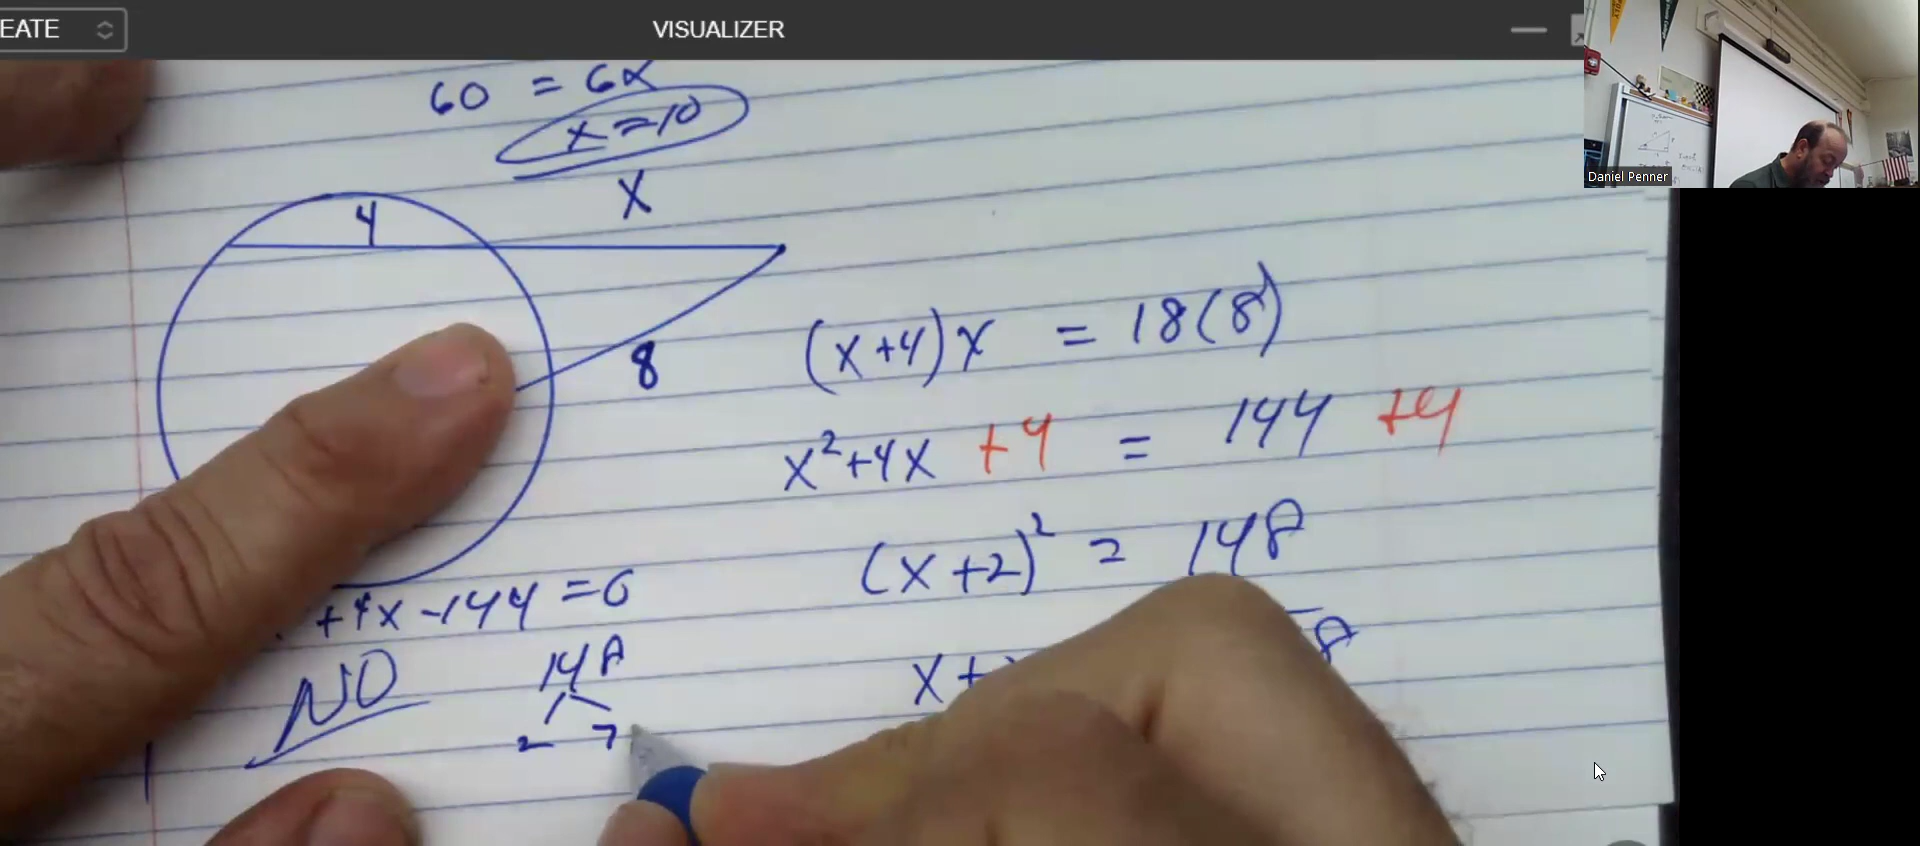 EATE
VISUALIZER
Daniel Penner
60 = 6x
x = 10
x
4
8
(x+4)x = 18(8)
x²+4x +4 = 144 +4
(x+2)² = 148
x+
8
+4x -144 = 0
NO
148
2 7